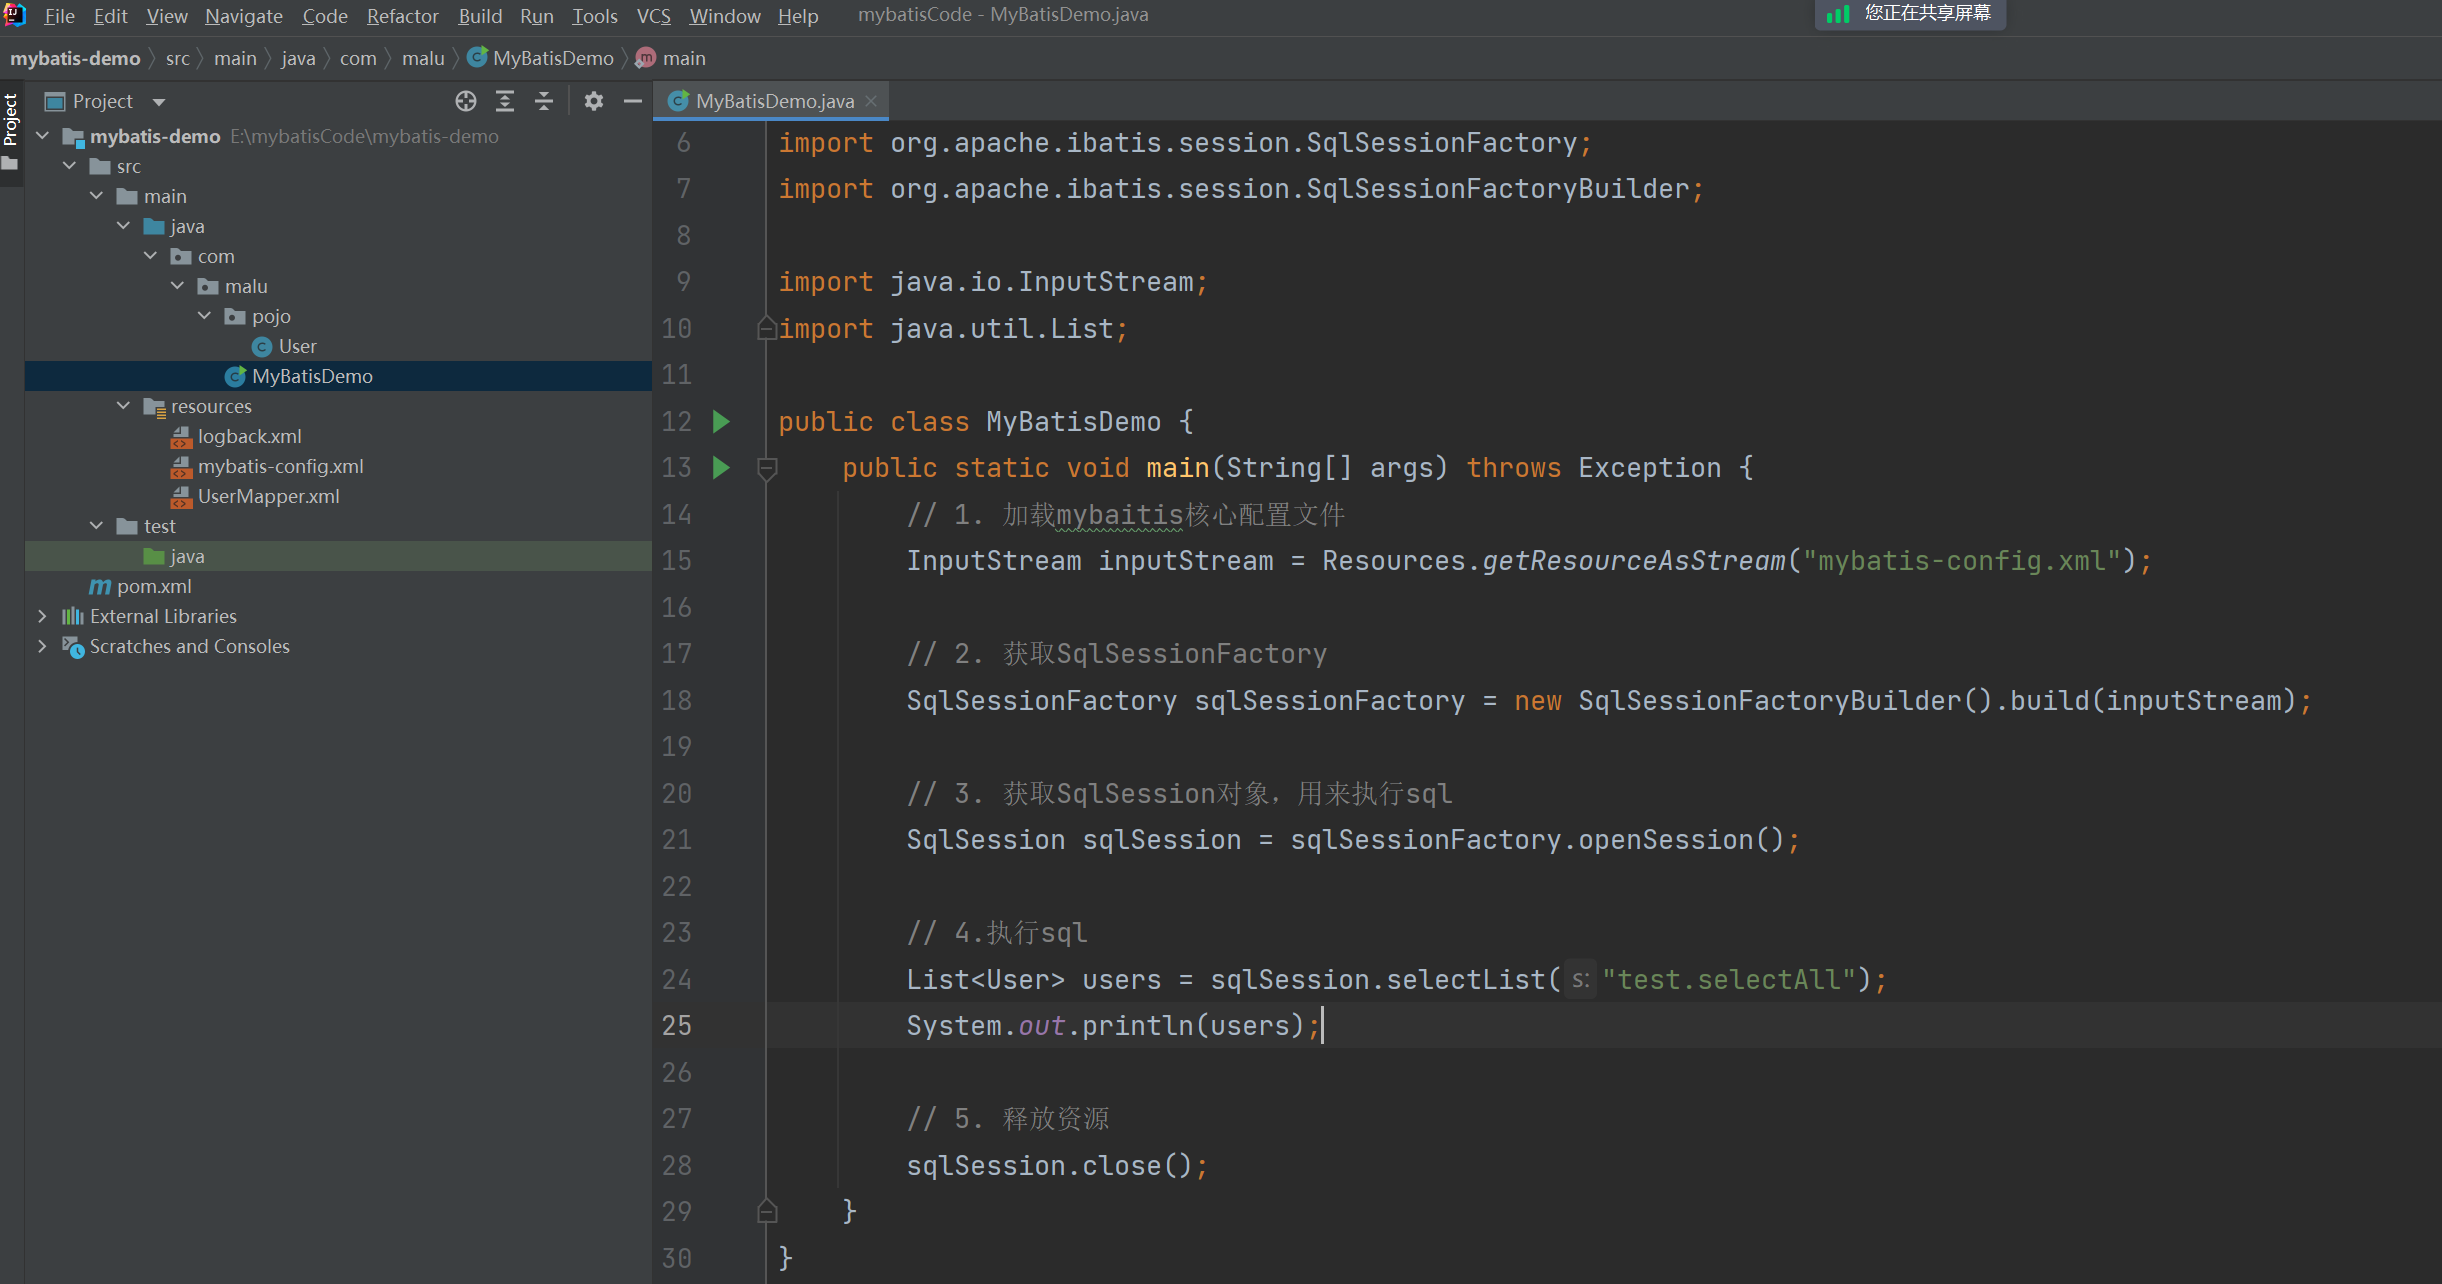 File Edit View Navigate Code Refactor Build Run Tools VCS Window Help mybatisCode - MyBatisDemo.java 您正在共享屏幕
mybatis-demo src main java com malu MyBatisDemo main
Project
Project
mybatis-demo E:\mybatisCode\mybatis-demo
src
main
java
com
malu
pojo
User
MyBatisDemo
resources
logback.xml
mybatis-config.xml
UserMapper.xml
test
java
pom.xml
External Libraries
Scratches and Consoles
MyBatisDemo.java
6 import org.apache.ibatis.session.SqlSessionFactory;
7 import org.apache.ibatis.session.SqlSessionFactoryBuilder;
8
9 import java.io.InputStream;
10 import java.util.List;
11
12 public class MyBatisDemo {
13 public static void main(String[] args) throws Exception {
14 // 1. 加载mybaitis核心配置文件
15 InputStream inputStream = Resources.getResourceAsStream("mybatis-config.xml");
16
17 // 2. 获取SqlSessionFactory
18 SqlSessionFactory sqlSessionFactory = new SqlSessionFactoryBuilder().build(inputStream);
19
20 // 3. 获取SqlSession对象，用来执行sql
21 SqlSession sqlSession = sqlSessionFactory.openSession();
22
23 // 4.执行sql
24 List<User> users = sqlSession.selectList( s: "test.selectAll");
25 System.out.println(users);
26
27 // 5. 释放资源
28 sqlSession.close();
29 }
30 }